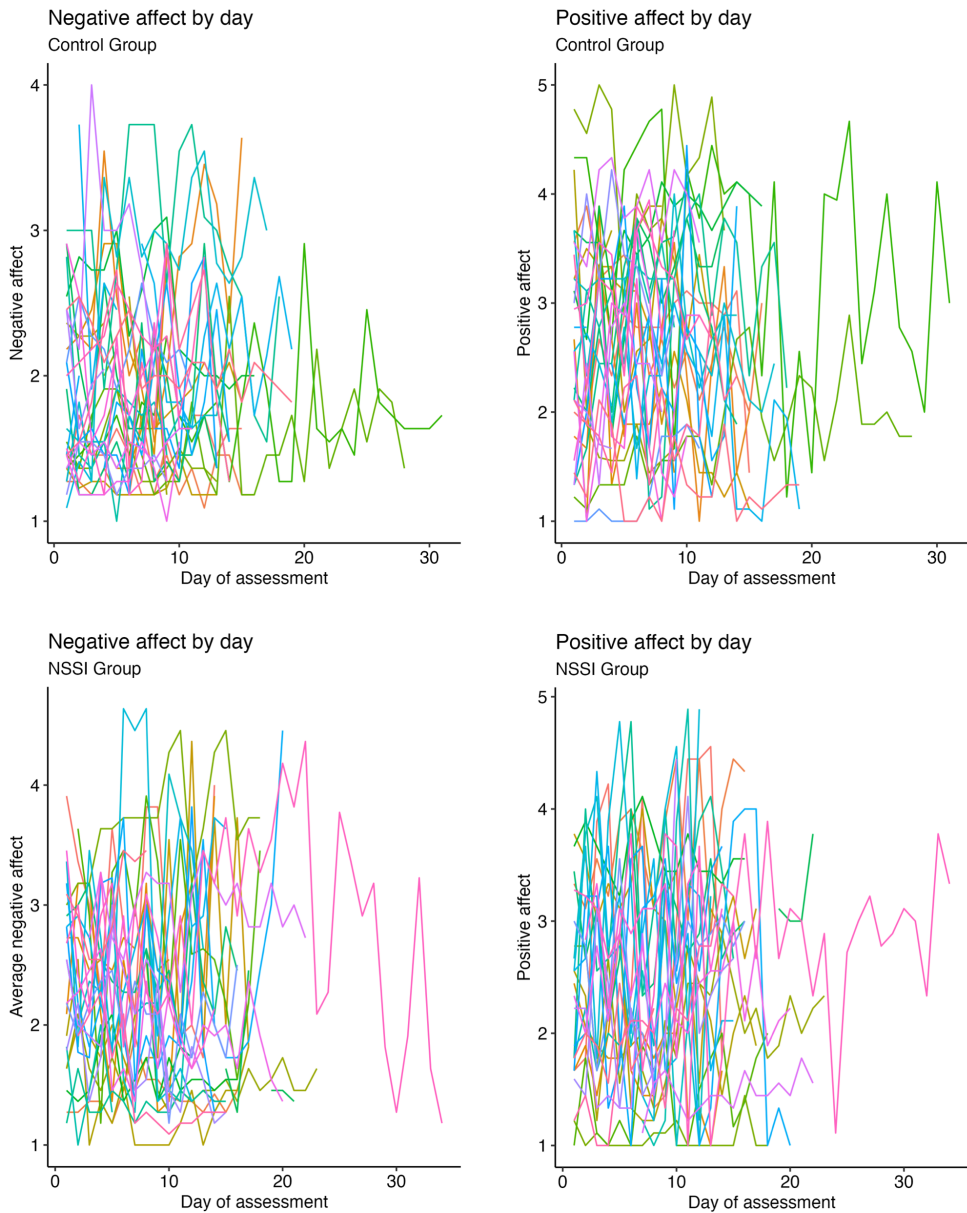 Negative affect by day
Control Group
4
3
2
1
Negative affect
0
10
20
30
Day of assessment
Positive affect by day
Control Group
5
4
3
2
1
Positive affect
0
10
20
30
Day of assessment
Negative affect by day
NSSI Group
4
3
2
1
Average negative affect
0
10
20
30
Day of assessment
Positive affect by day
NSSI Group
5
4
3
2
1
Positive affect
0
10
20
30
Day of assessment